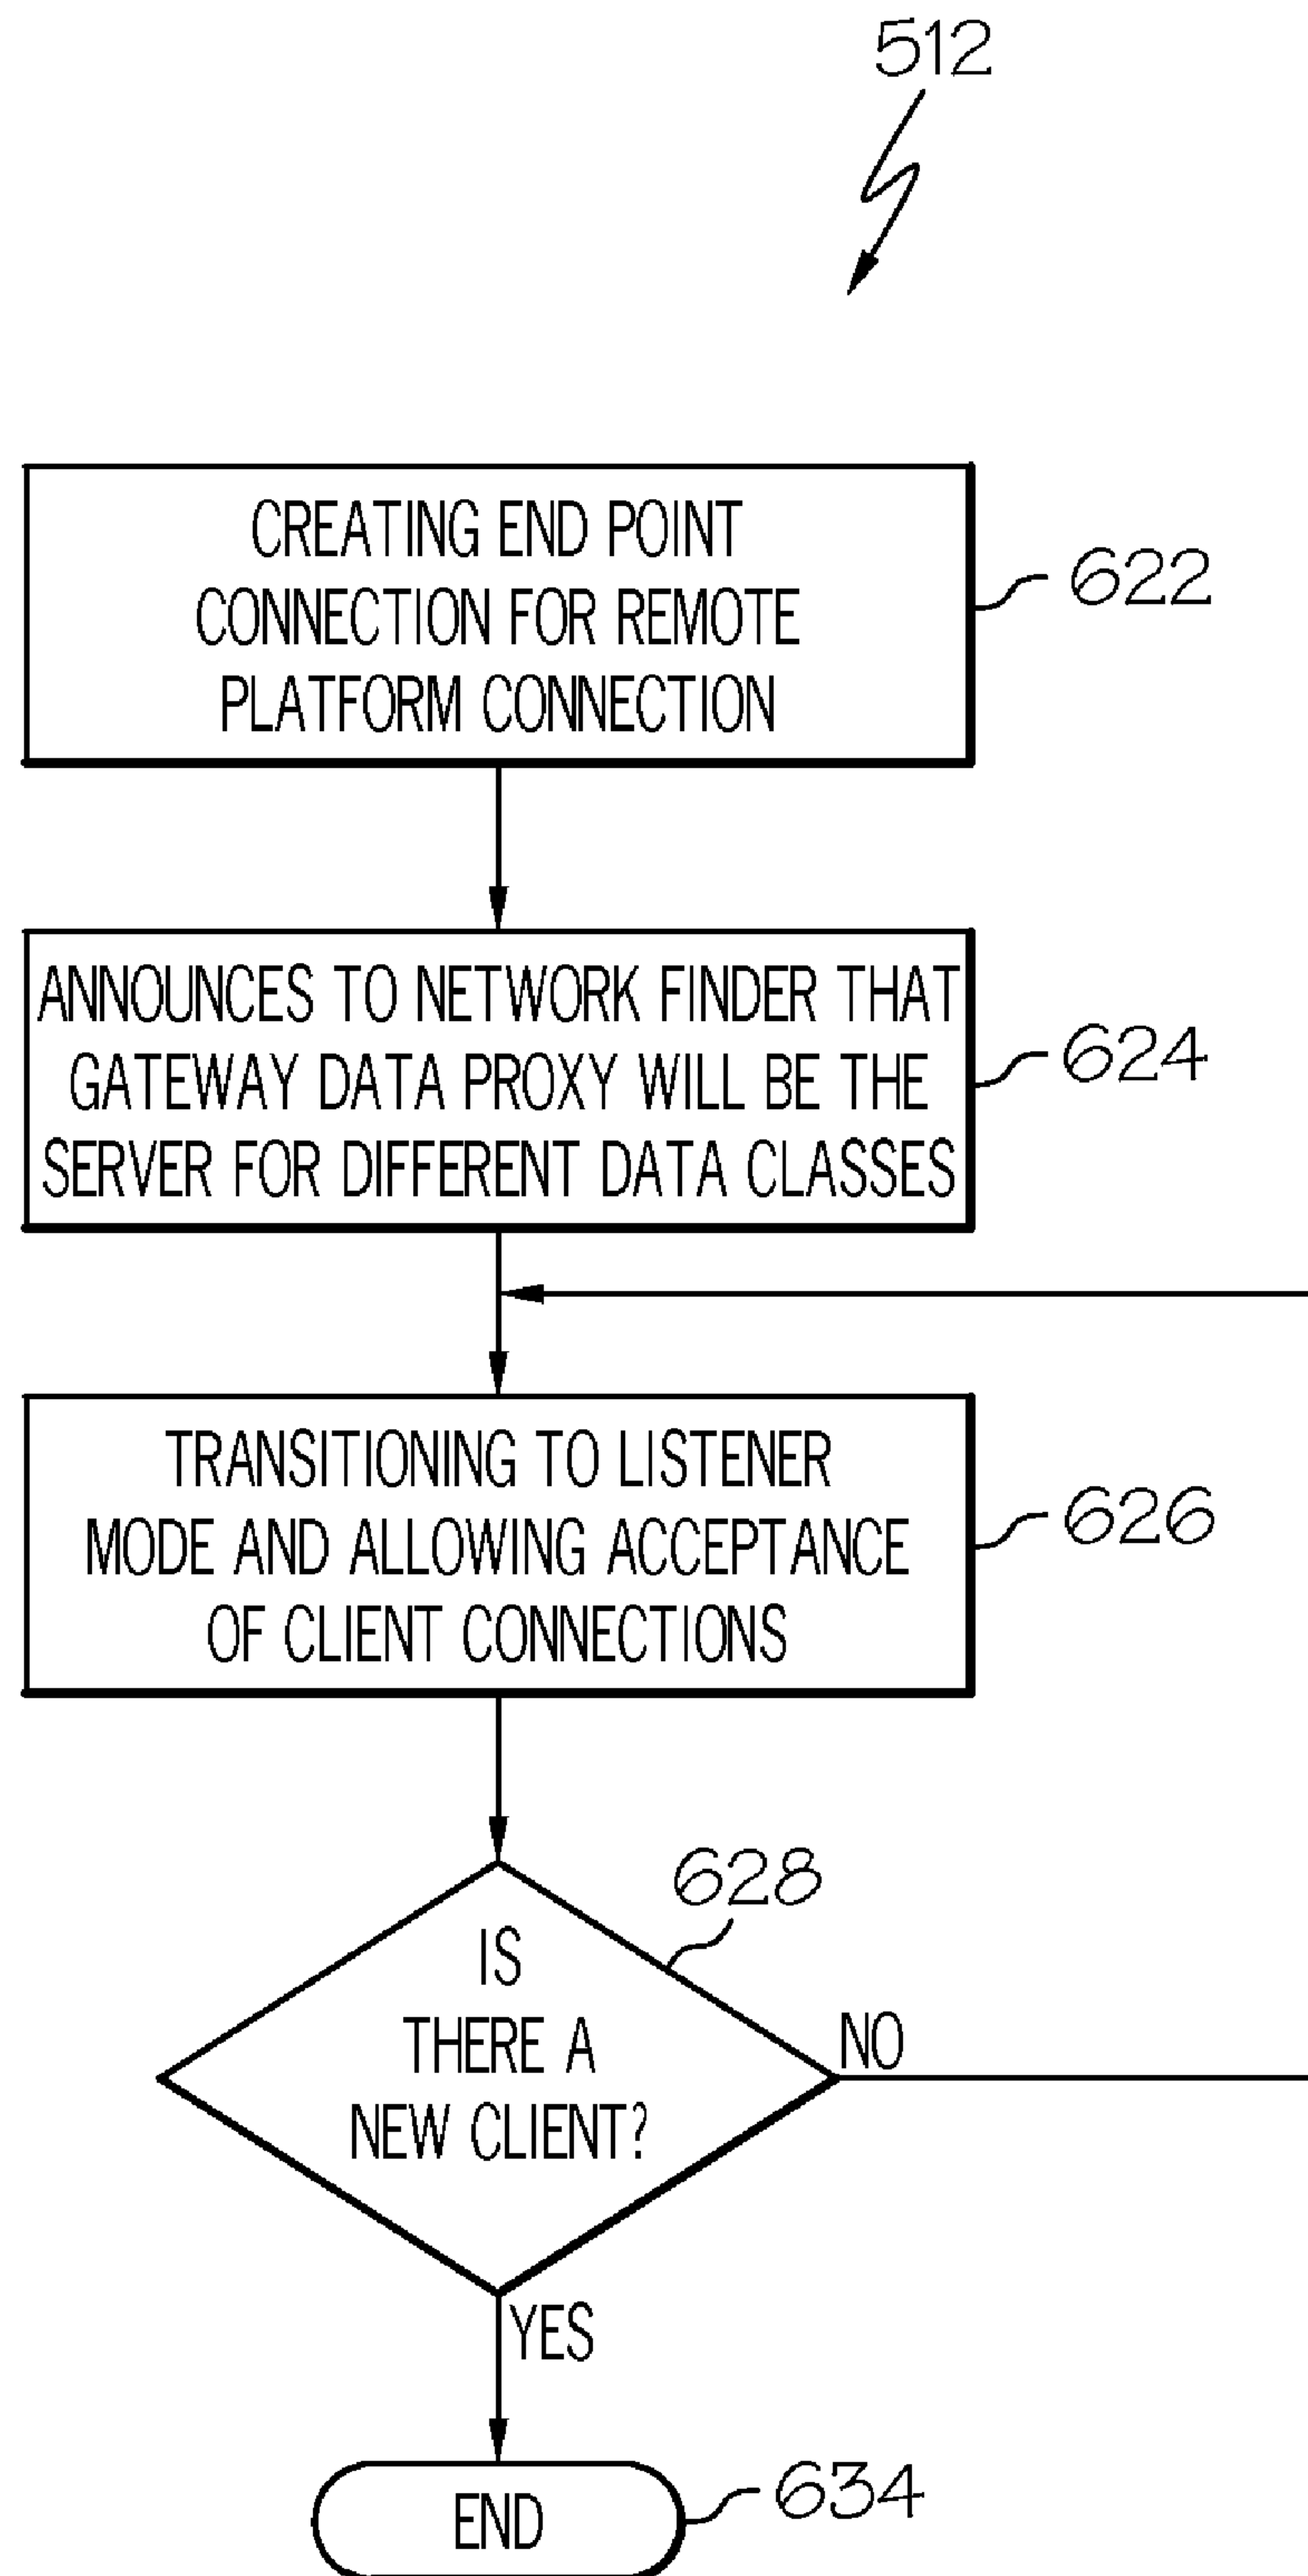 512
CREATING END POINT
CONNECTION FOR REMOTE
PLATFORM CONNECTION
622
ANNOUNCES TO NETWORK FINDER THAT
GATEWAY DATA PROXY WILL BE THE
SERVER FOR DIFFERENT DATA CLASSES
624
TRANSITIONING TO LISTENER
MODE AND ALLOWING ACCEPTANCE
OF CLIENT CONNECTIONS
626
628
IS
THERE A
NEW CLIENT?
NO
YES
END
634